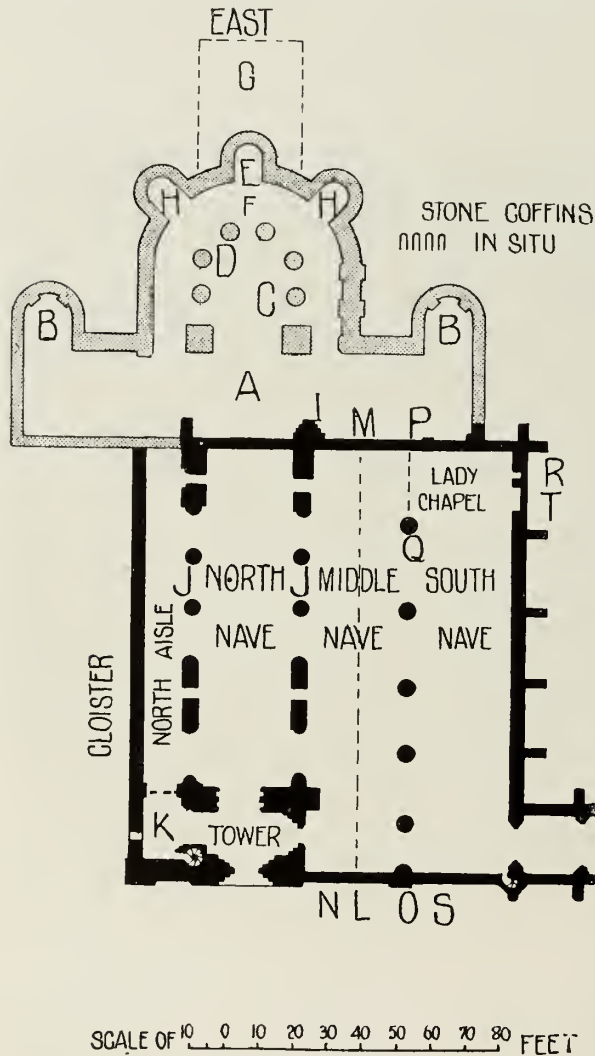 EAST
G
E
F
H H
STONE COFFINS
IN SITU
D
C
B B
A
I M P
LADY
CHAPEL
R
T
Q
J NORTH J MIDDLE SOUTH
NAVE NAVE NAVE
NORTH AISLE
CLOISTER
K TOWER
N L O S
SCALE OF 10 0 10 20 30 40 50 60 70 80 FEET